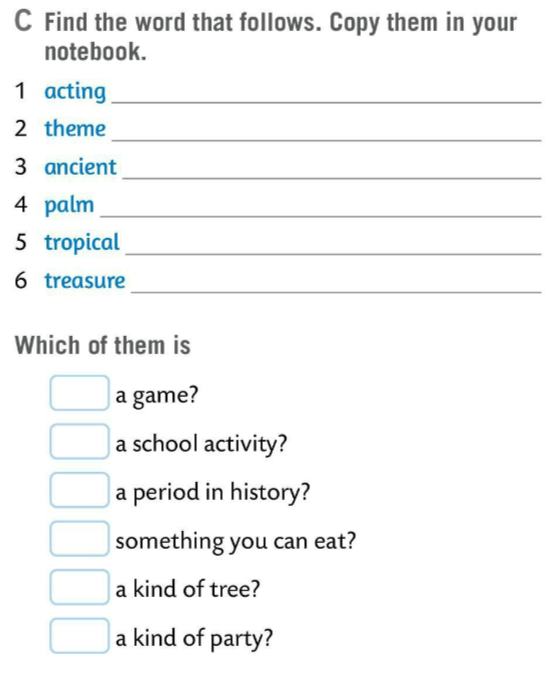 C Find the word that follows. Copy them in your
notebook.
1 acting
2 theme
3 ancient
4 palm
5 tropical
6 treasure
Which of them is
a game?
a school activity?
a period in history?
something you can eat?
a kind of tree?
a kind of party?